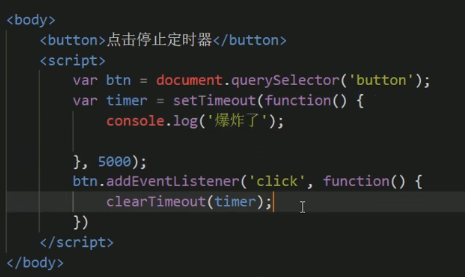 <body>
    <button>点击停止定时器</button>
    <script>
        var btn = document.querySelector('button');
        var timer = setTimeout(function() {
            console.log('爆炸了');

        }, 5000);
        btn.addEventListener('click', function() {
            clearTimeout(timer);
        })
    </script>
</body>